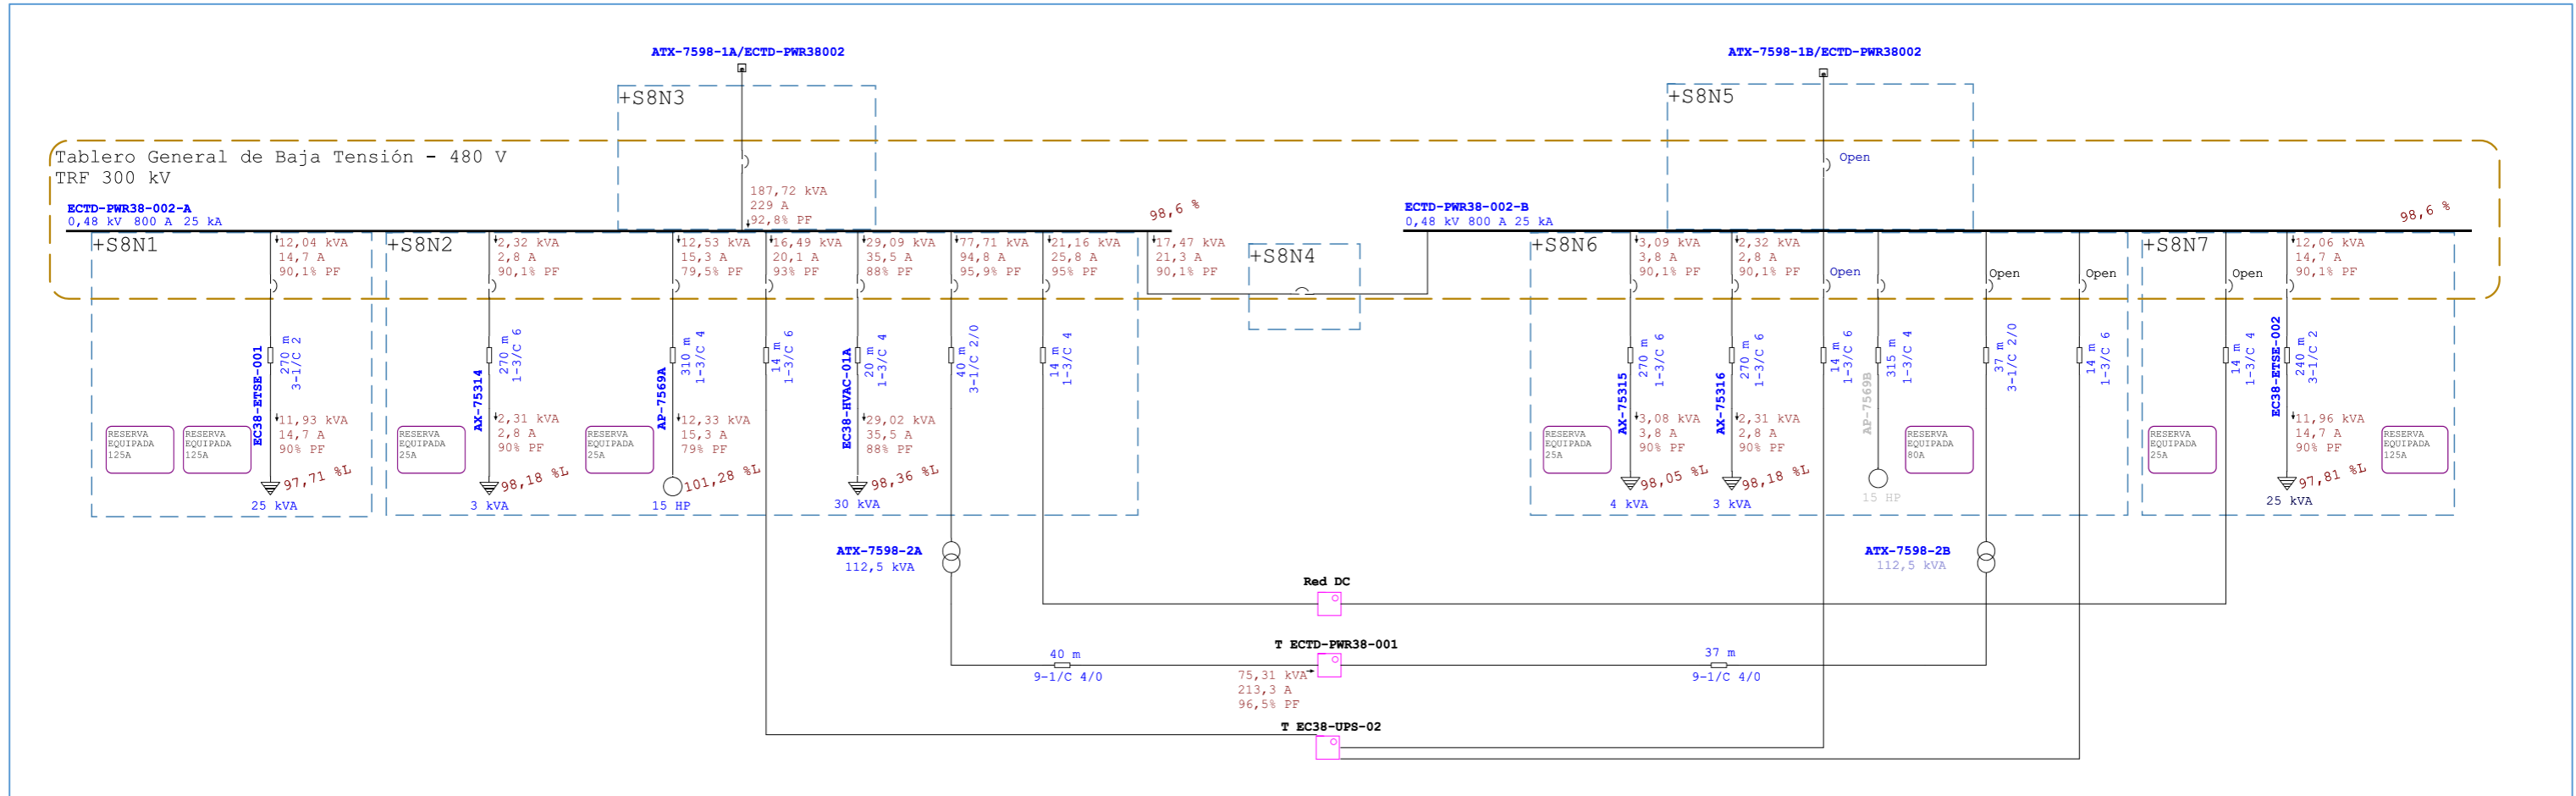 ATX-7598-1A/ECTD-PWR38002
ATX-7598-1B/ECTD-PWR38002
+S8N3
+S8N5
Tablero General de Baja Tensión - 480 V
TRF 300 kV
Open
187,72 kVA
229 A
92,8% PF
ECTD-PWR38-002-A
0,48 kV 800 A 25 kA
98,6 %
ECTD-PWR38-002-B
0,48 kV 800 A 25 kA
98,6 %
+S8N1
12,04 kVA
14,7 A
90,1% PF
+S8N2
2,32 kVA
2,8 A
90,1% PF
12,53 kVA
15,3 A
79,5% PF
16,49 kVA
20,1 A
93% PF
29,09 kVA
35,5 A
88% PF
77,71 kVA
94,8 A
95,9% PF
21,16 kVA
25,8 A
95% PF
17,47 kVA
21,3 A
90,1% PF
+S8N4
+S8N6
3,09 kVA
3,8 A
90,1% PF
2,32 kVA
2,8 A
90,1% PF
Open
Open
Open
+S8N7
Open
12,06 kVA
14,7 A
90,1% PF
EC38-ETSE-001
270 m
3-1/C 2
AX-75314
270 m
1-3/C 6
AP-7569A
310 m
1-3/C 4
14 m
1-3/C 6
EC38-HVAC-01A
20 m
1-3/C 4
40 m
3-1/C 2/0
14 m
1-3/C 4
AX-75315
270 m
1-3/C 6
AX-75316
270 m
1-3/C 6
14 m
1-3/C 6
AP-7569B
315 m
1-3/C 4
37 m
3-1/C 2/0
14 m
1-3/C 6
14 m
1-3/C 4
EC38-ETSE-002
240 m
3-1/C 2
RESERVA
EQUIPADA
125A
RESERVA
EQUIPADA
125A
11,93 kVA
14,7 A
90% PF
97,71 %L
25 kVA
RESERVA
EQUIPADA
25A
2,31 kVA
2,8 A
90% PF
98,18 %L
3 kVA
RESERVA
EQUIPADA
25A
12,33 kVA
15,3 A
79% PF
101,28 %L
15 HP
29,02 kVA
35,5 A
88% PF
98,36 %L
30 kVA
RESERVA
EQUIPADA
25A
3,08 kVA
3,8 A
90% PF
98,05 %L
4 kVA
2,31 kVA
2,8 A
90% PF
98,18 %L
3 kVA
15 HP
RESERVA
EQUIPADA
80A
RESERVA
EQUIPADA
25A
11,96 kVA
14,7 A
90% PF
97,81 %L
25 kVA
RESERVA
EQUIPADA
125A
ATX-7598-2A
112,5 kVA
ATX-7598-2B
112,5 kVA
Red DC
T ECTD-PWR38-001
40 m
9-1/C 4/0
75,31 kVA
213,3 A
96,5% PF
37 m
9-1/C 4/0
T EC38-UPS-02